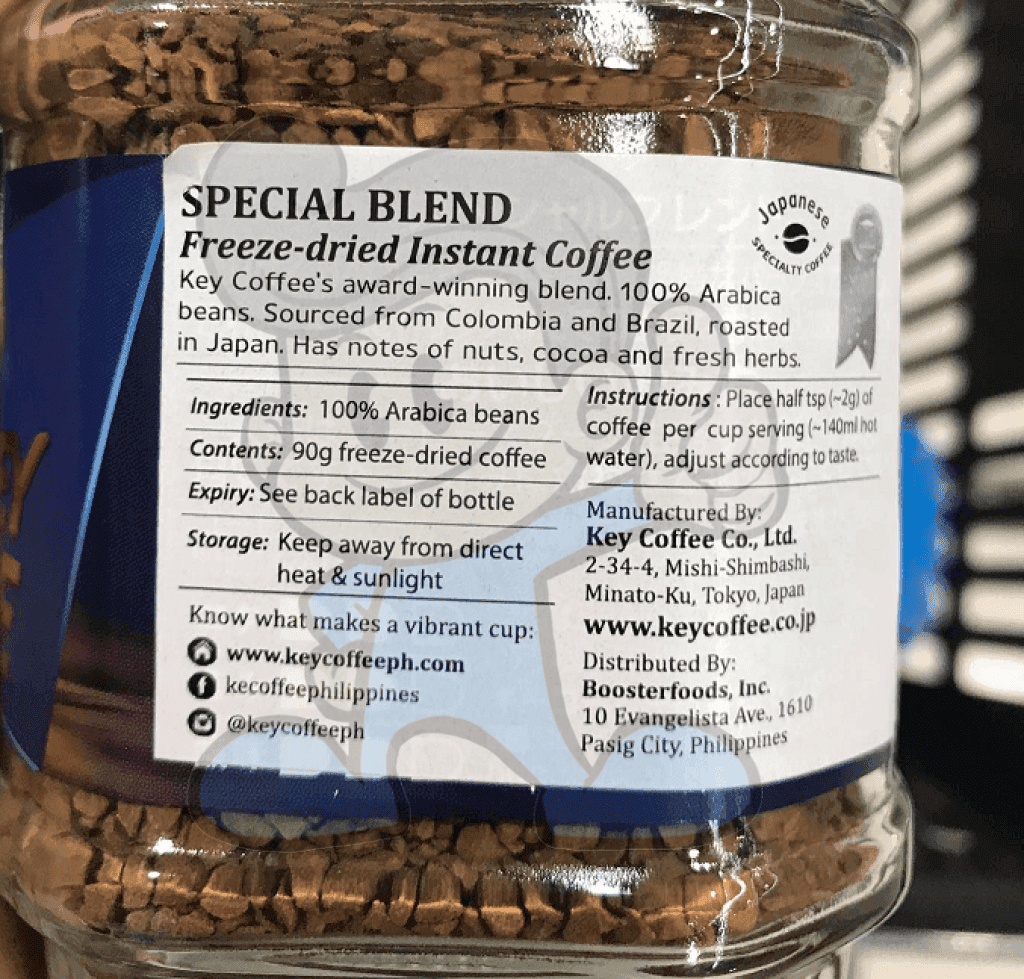 SPECIAL BLEND
Freeze-dried Instant Coffee
Key Coffee's award-winning blend. 100% Arabica
beans. Sourced from Colombia and Brazil, roasted
in Japan. Has notes of nuts, cocoa and fresh herbs.
Japanese
SPECIALTY COFFEE
Ingredients: 100% Arabica beans
Contents: 90g freeze-dried coffee
Expiry: See back label of bottle
Storage: Keep away from direct
heat & sunlight
Know what makes a vibrant cup:
www.keycoffeeph.com
kecoffeephilippines
@keycoffeeph
Instructions : Place half tsp (~2g) of
coffee per cup serving (~140ml hot
water), adjust according to taste.
Manufactured By:
Key Coffee Co., Ltd.
2-34-4, Mishi-Shimbashi,
Minato-Ku, Tokyo, Japan
www.keycoffee.co.jp
Distributed By:
Boosterfoods, Inc.
10 Evangelista Ave., 1610
Pasig City, Philippines